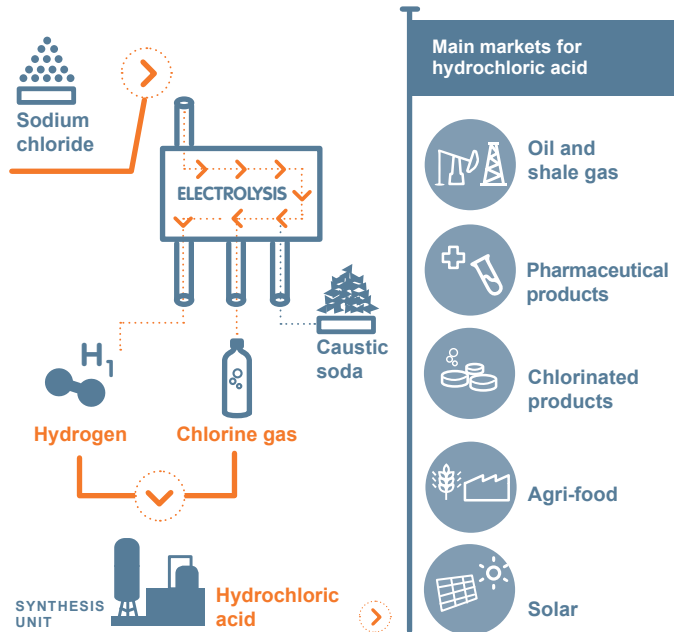 Sodium
chloride
ELECTROLYSIS
Caustic
soda
H1
Hydrogen
Chlorine gas
SYNTHESIS
UNIT
Hydrochloric
acid
Main markets for
hydrochloric acid
Oil and
shale gas
Pharmaceutical
products
Chlorinated
products
Agri-food
Solar